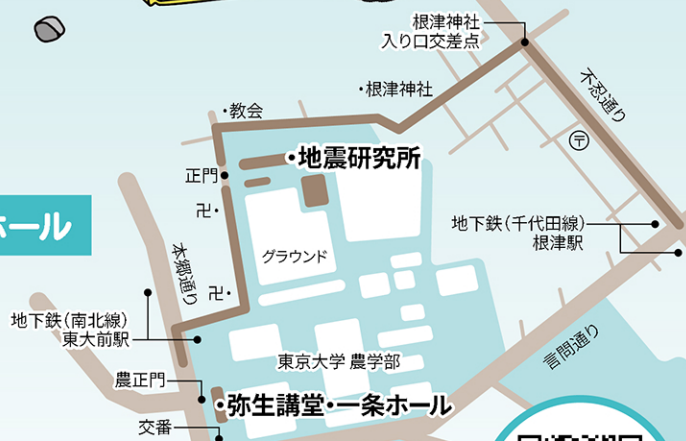 根津神社
入り口交差点
不忍通り
・根津神社
・教会
〒
・地震研究所
正門
卍・
ホール
地下鉄(千代田線)
根津駅
グラウンド
本郷通り
卍・
地下鉄(南北線)
東大前駅
言問通り
東京大学 農学部
農正門
・弥生講堂・一条ホール
交番